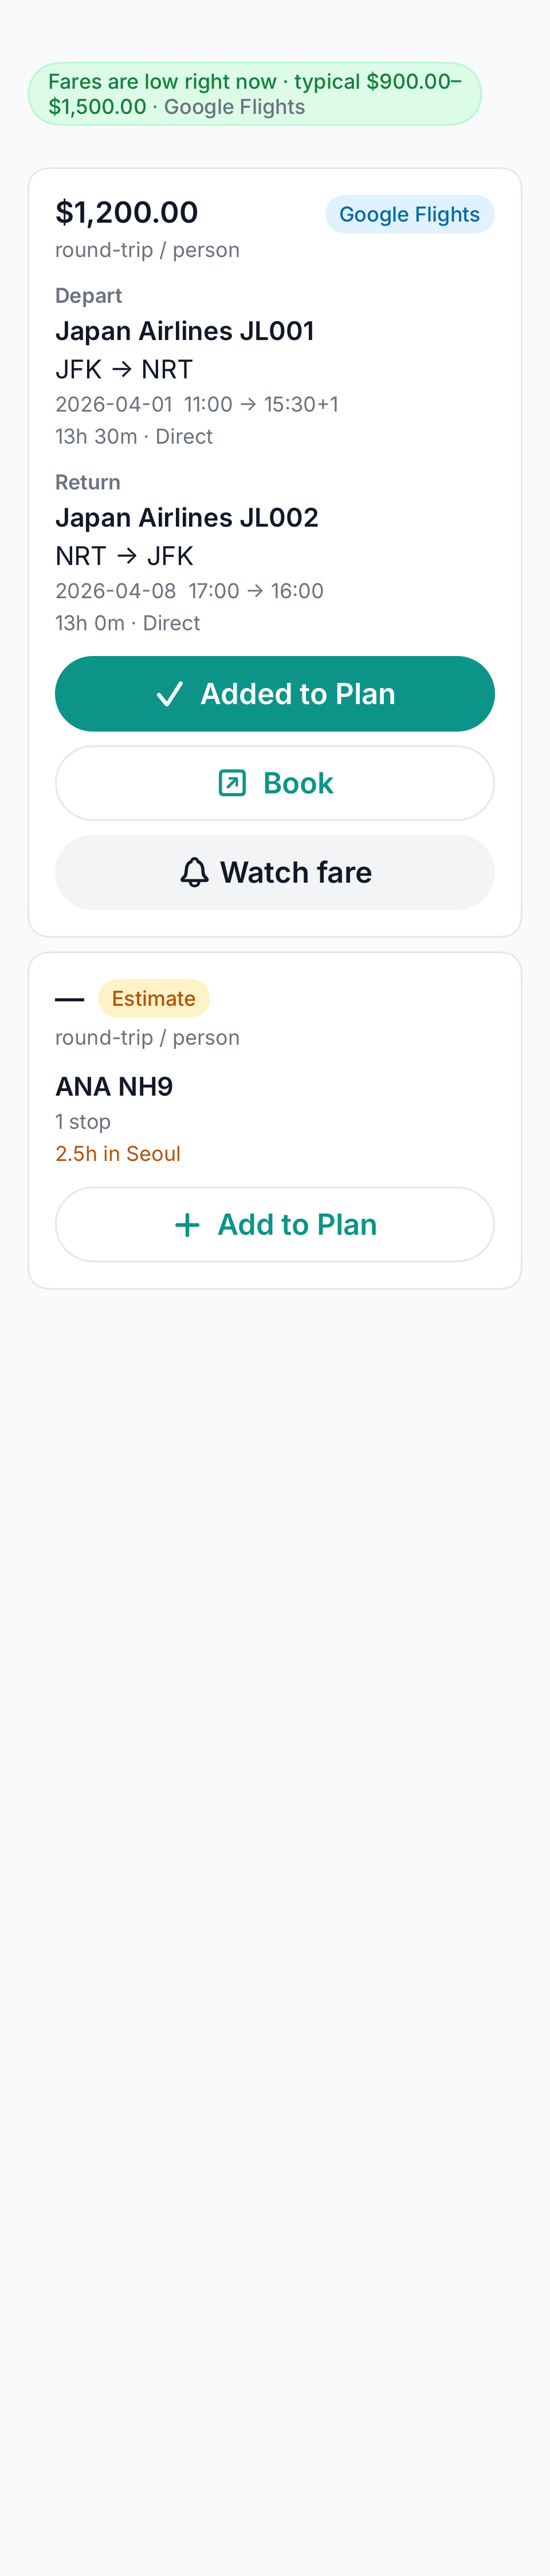 Fares are low right now · typical $900.00–
$1,500.00 · Google Flights
$1,200.00
Google Flights
round-trip / person
Depart
Japan Airlines JL001
JFK → NRT
2026-04-01 11:00 → 15:30+1
13h 30m · Direct
Return
Japan Airlines JL002
NRT → JFK
2026-04-08 17:00 → 16:00
13h 0m · Direct
Added to Plan
Book
Watch fare
— Estimate
round-trip / person
ANA NH9
1 stop
2.5h in Seoul
Add to Plan